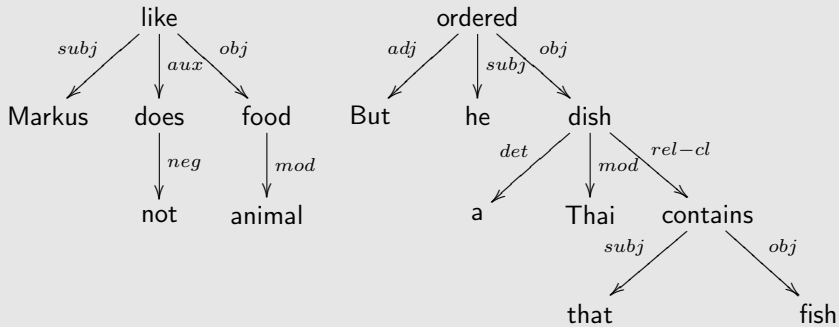 like ordered
subj aux obj adj subj obj
Markus does food But he dish
neg mod det mod rel−cl
not animal a Thai contains
subj obj
that fish